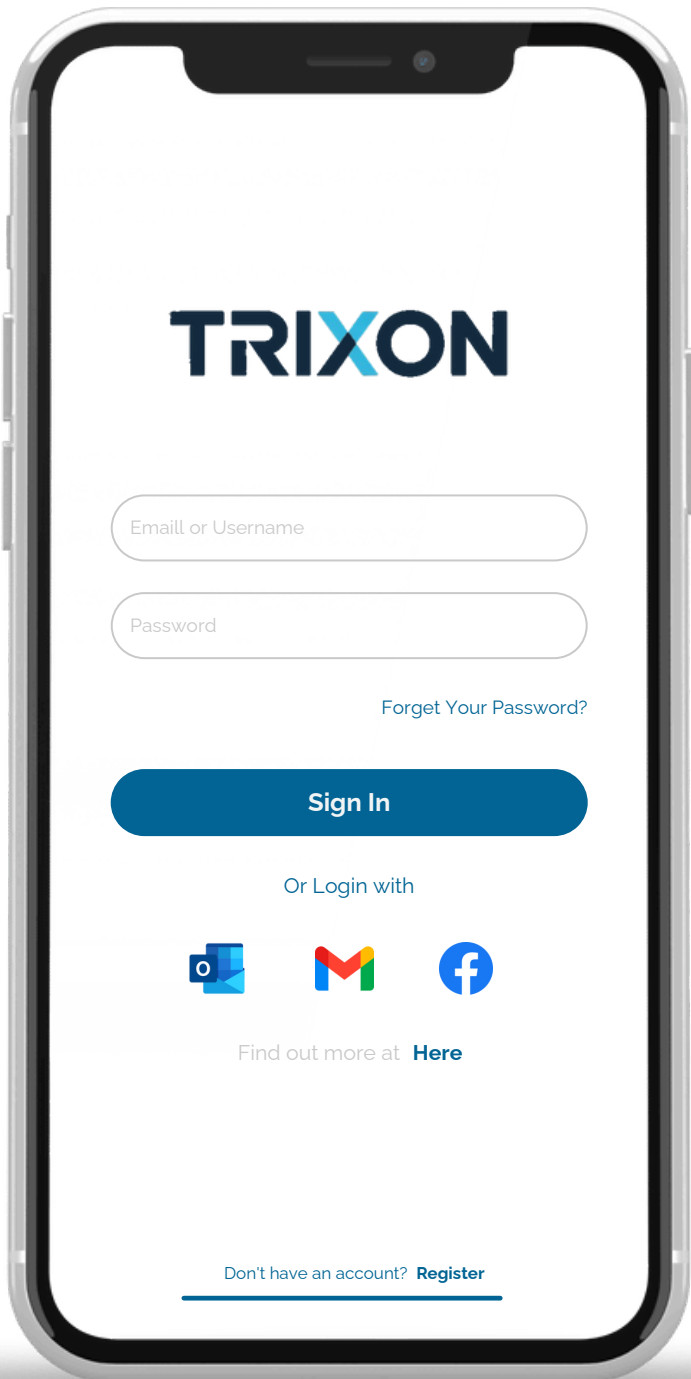 TRIXON
Emaill or Username
Password
Forget Your Password?
Sign In
Or Login with
O
Find out more at Here
Don't have an account? Register